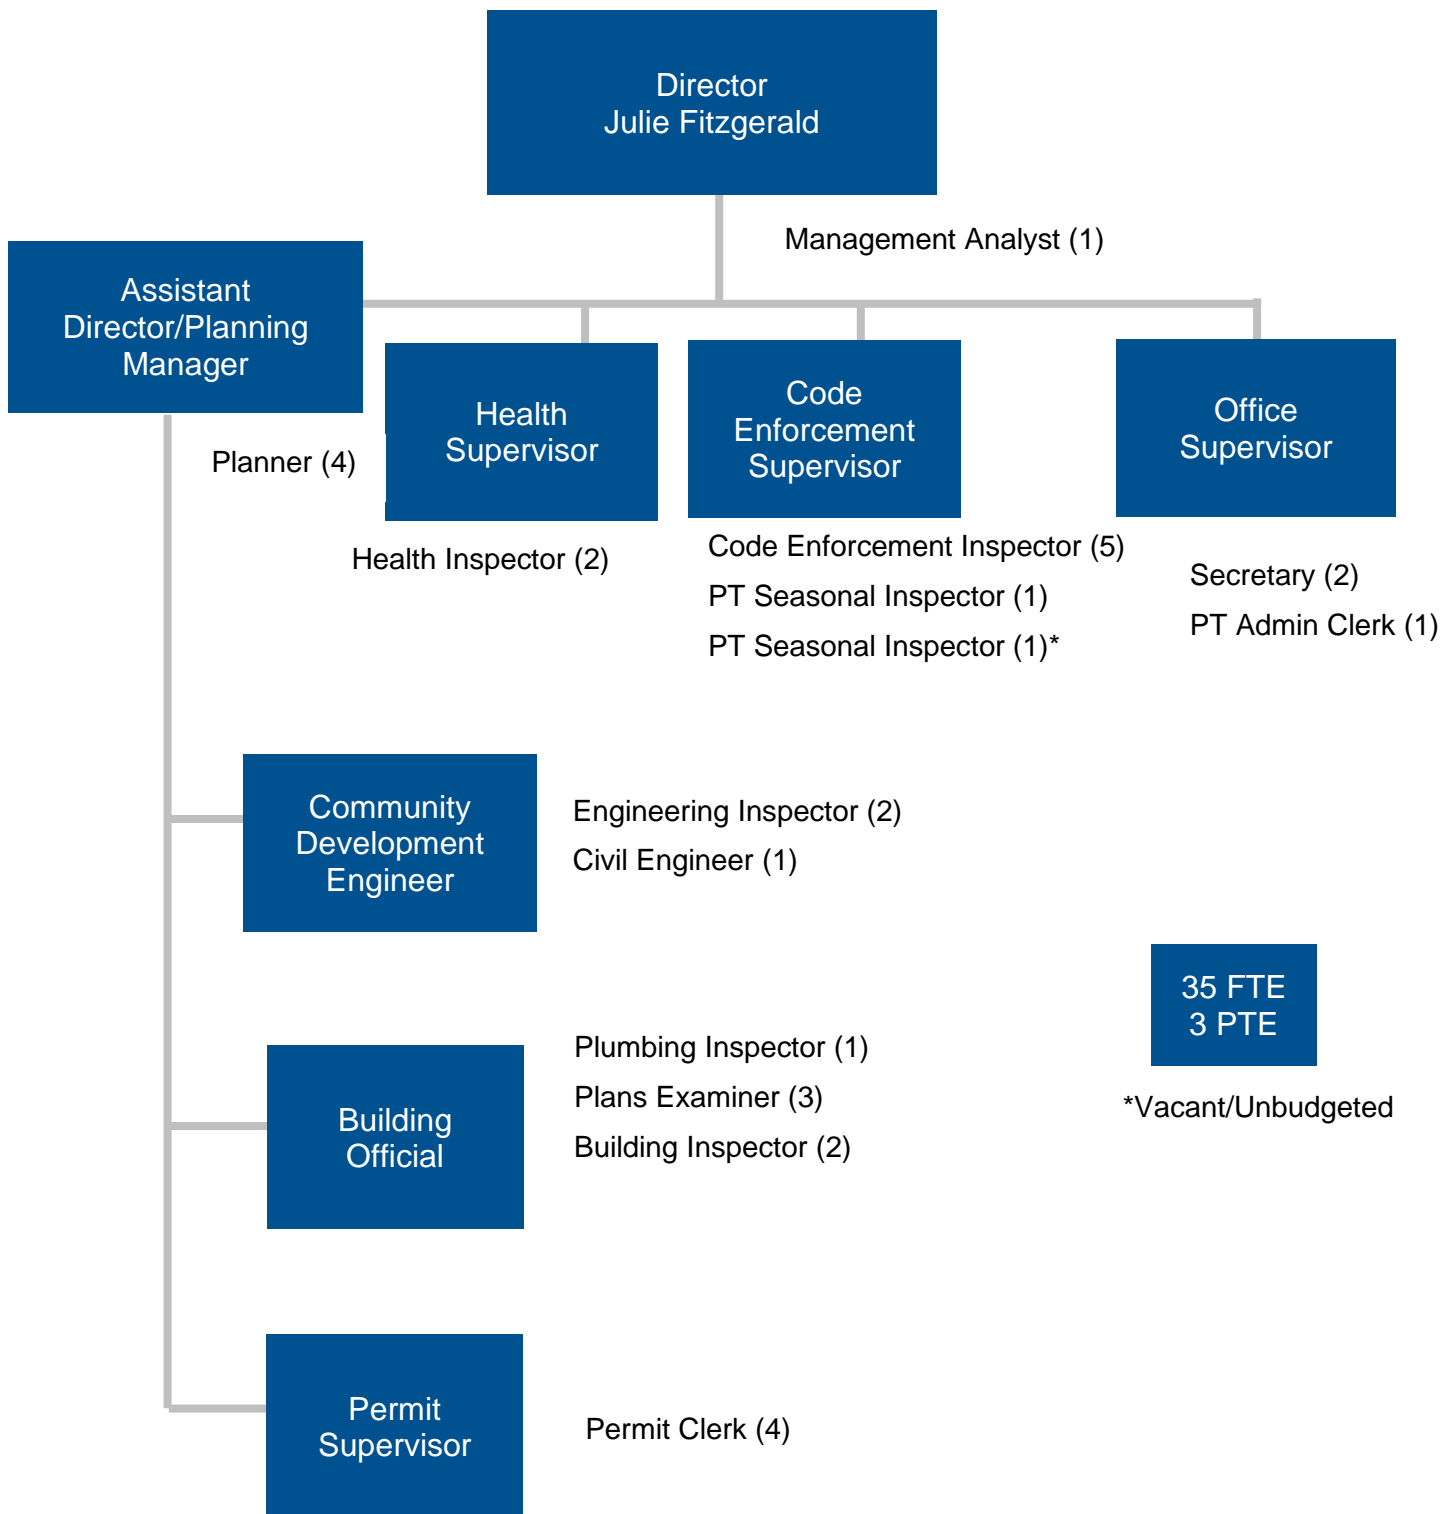 Director
Julie Fitzgerald
Management Analyst (1)
Assistant
Director/Planning
Manager
Planner (4)
Health
Supervisor
Health Inspector (2)
Code
Enforcement
Supervisor
Code Enforcement Inspector (5)
PT Seasonal Inspector (1)
PT Seasonal Inspector (1)*
Office
Supervisor
Secretary (2)
PT Admin Clerk (1)
Community
Development
Engineer
Engineering Inspector (2)
Civil Engineer (1)
Building
Official
Plumbing Inspector (1)
Plans Examiner (3)
Building Inspector (2)
35 FTE
3 PTE
*Vacant/Unbudgeted
Permit
Supervisor
Permit Clerk (4)